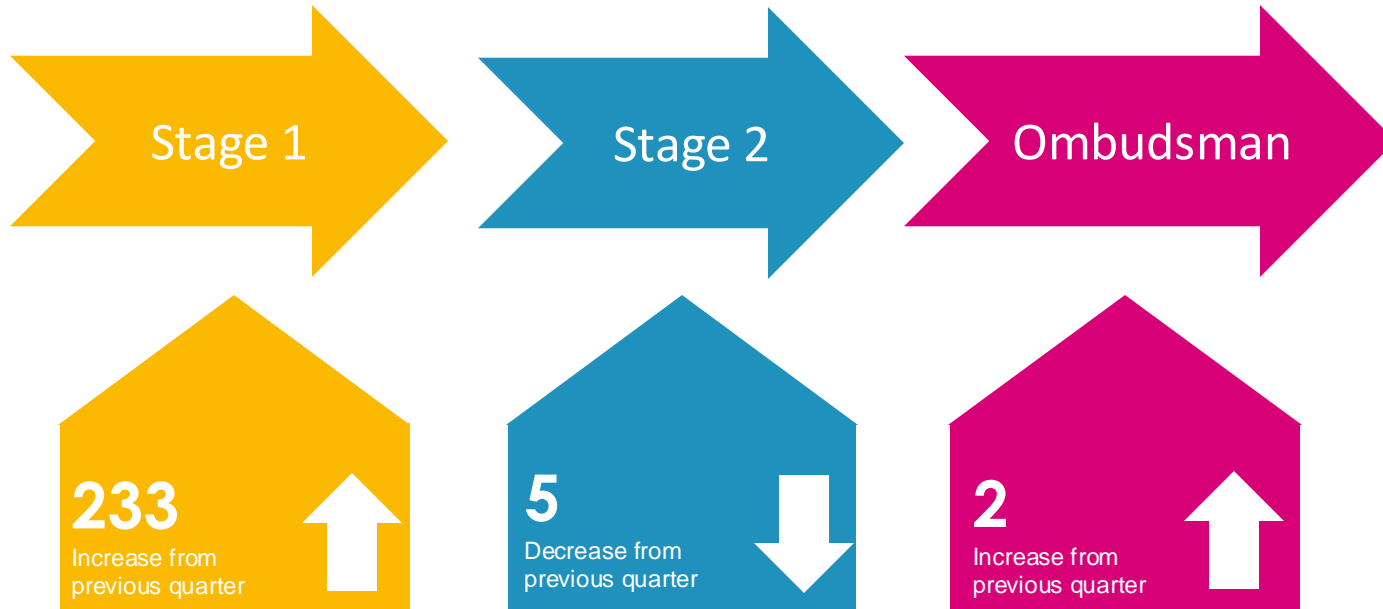 Stage 1
Stage 2
Ombudsman
233
Increase from
previous quarter
5
Decrease from
previous quarter
2
Increase from
previous quarter